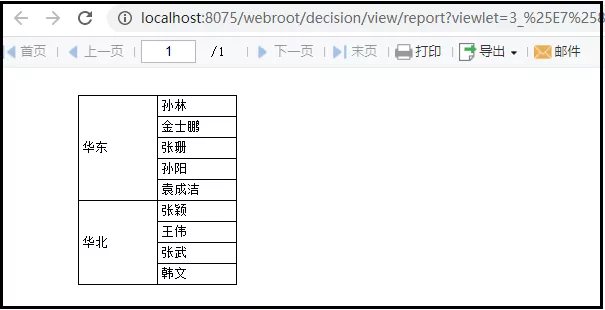 localhost:8075/webroot/decision/view/report?viewlet=3_%25E7%258
首页 上一页 1 /1 下一页 末页 打印 导出 邮件
孙林
金士鹏
华东 张珊
孙阳
袁成洁
张颖
华北 王伟
张武
韩文